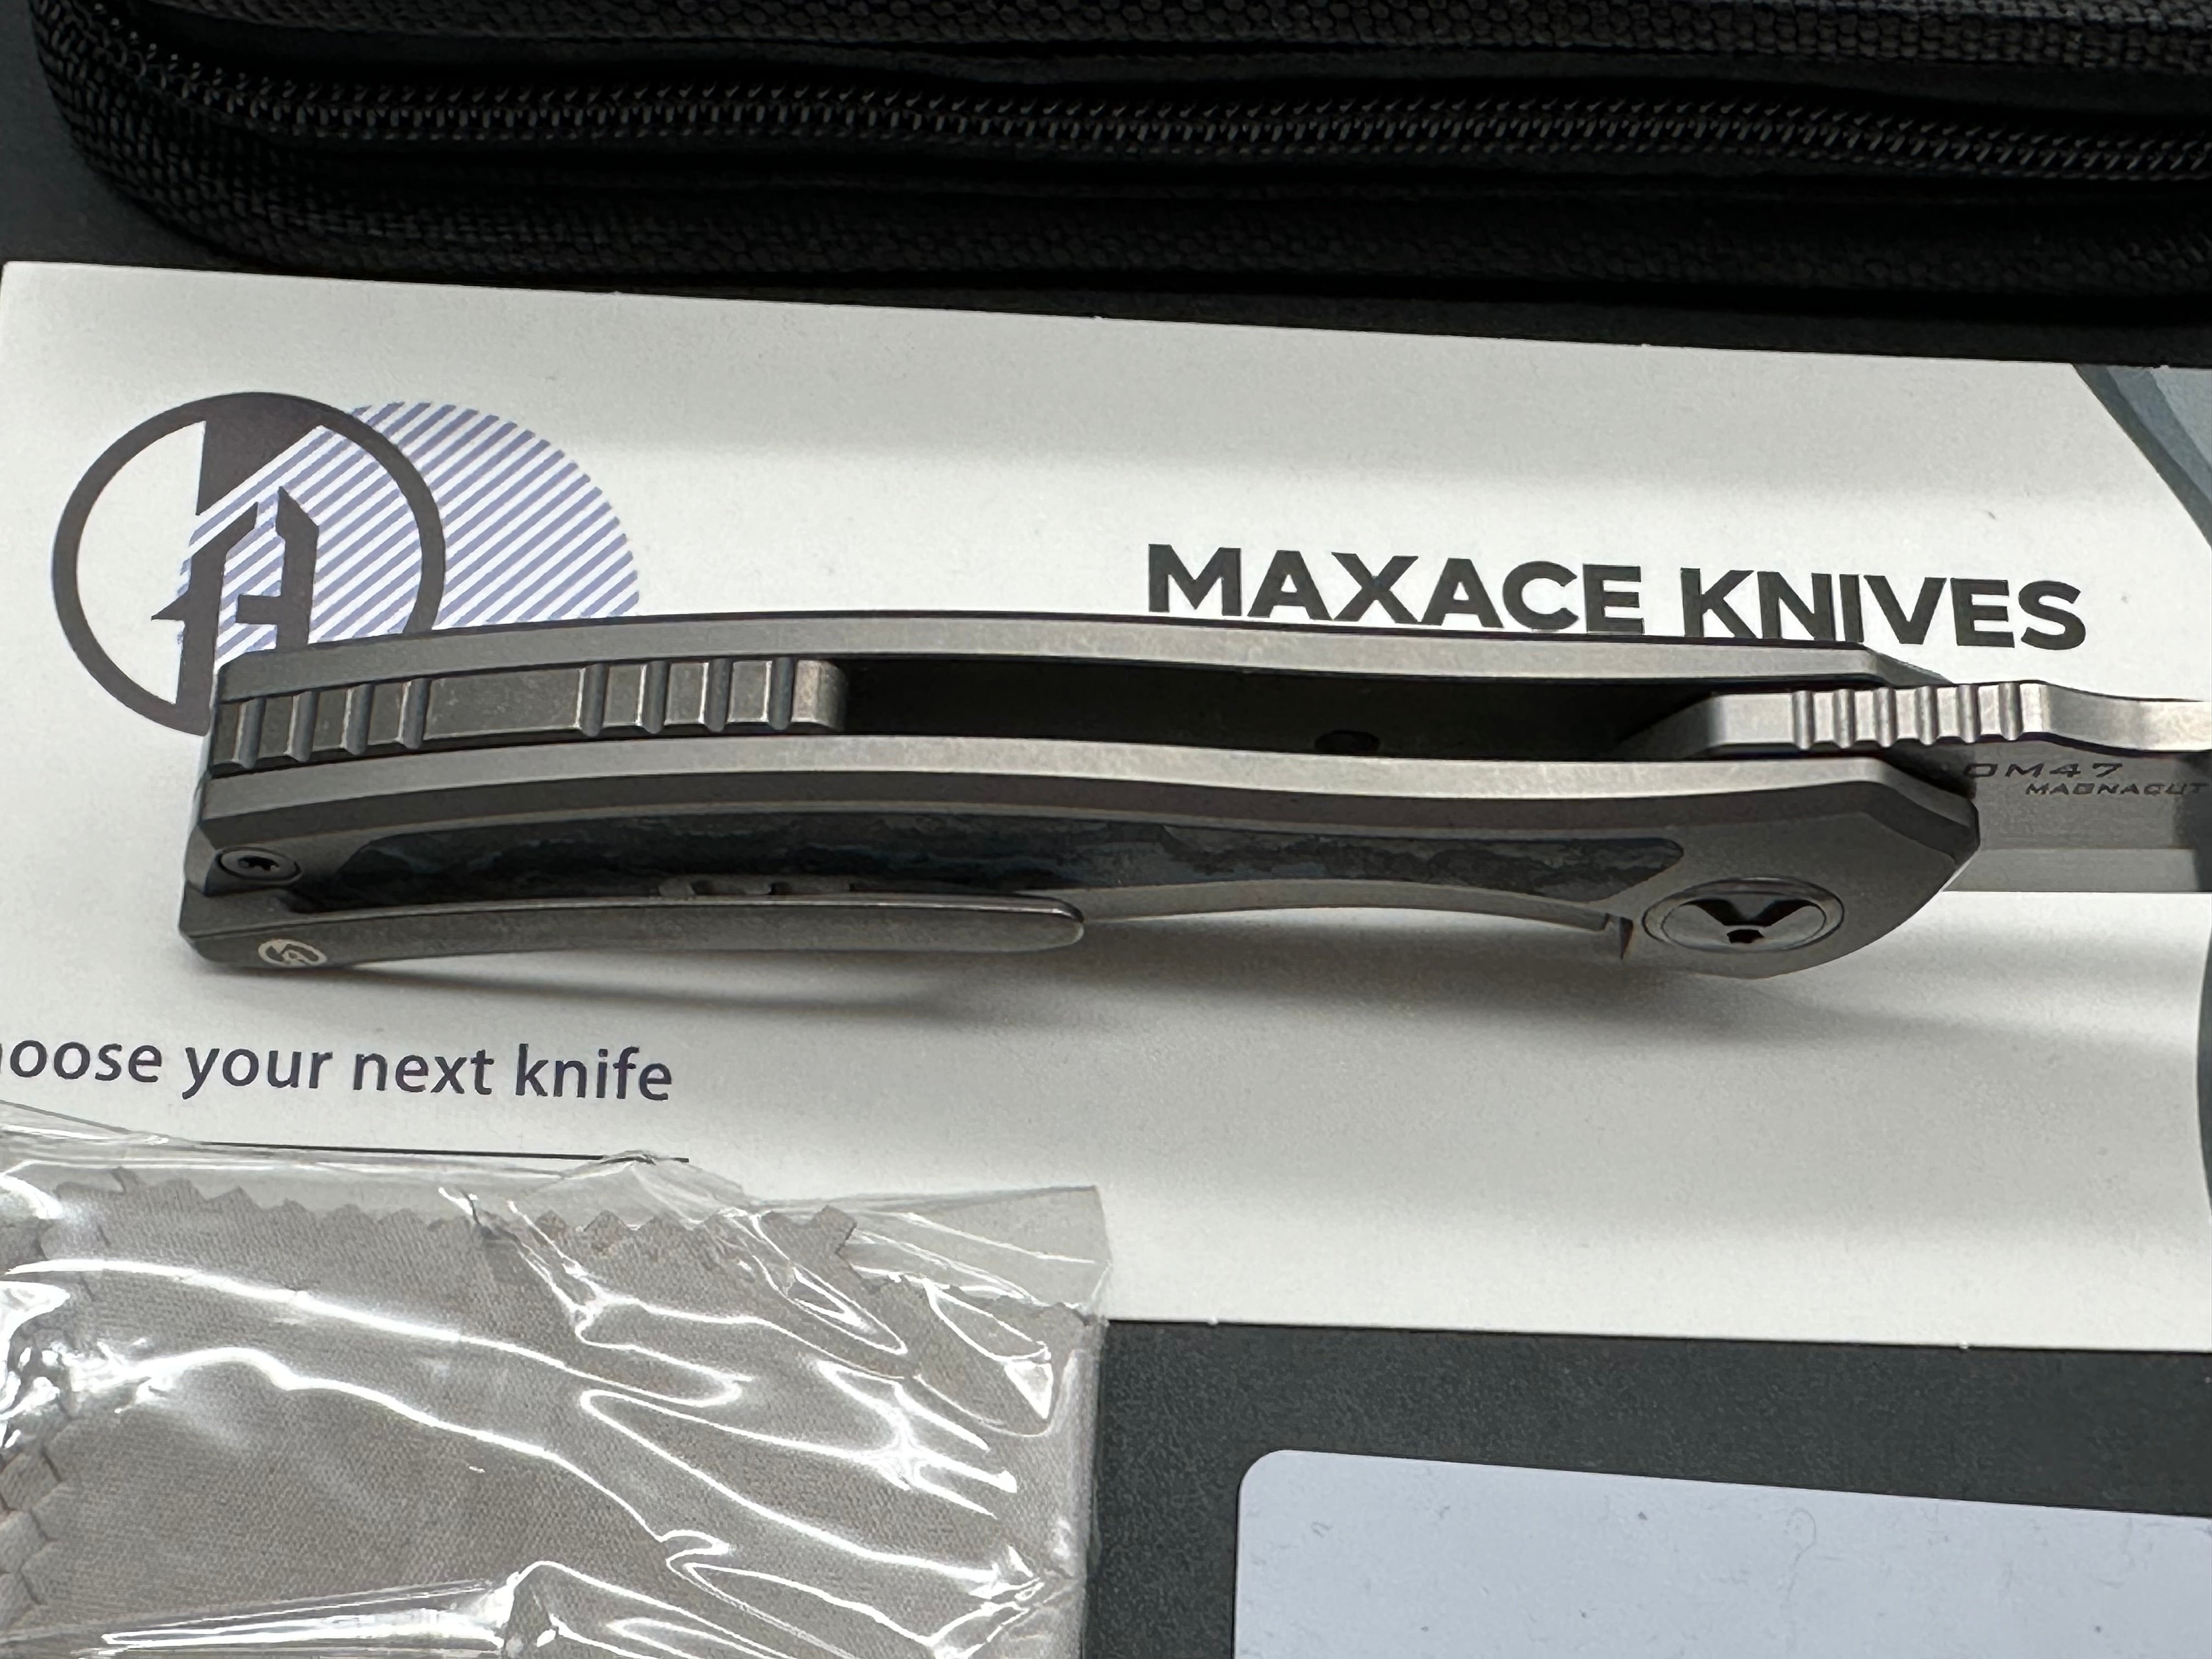 MAXACE KNIVES
OM47
MAGNACUT
oose your next knife